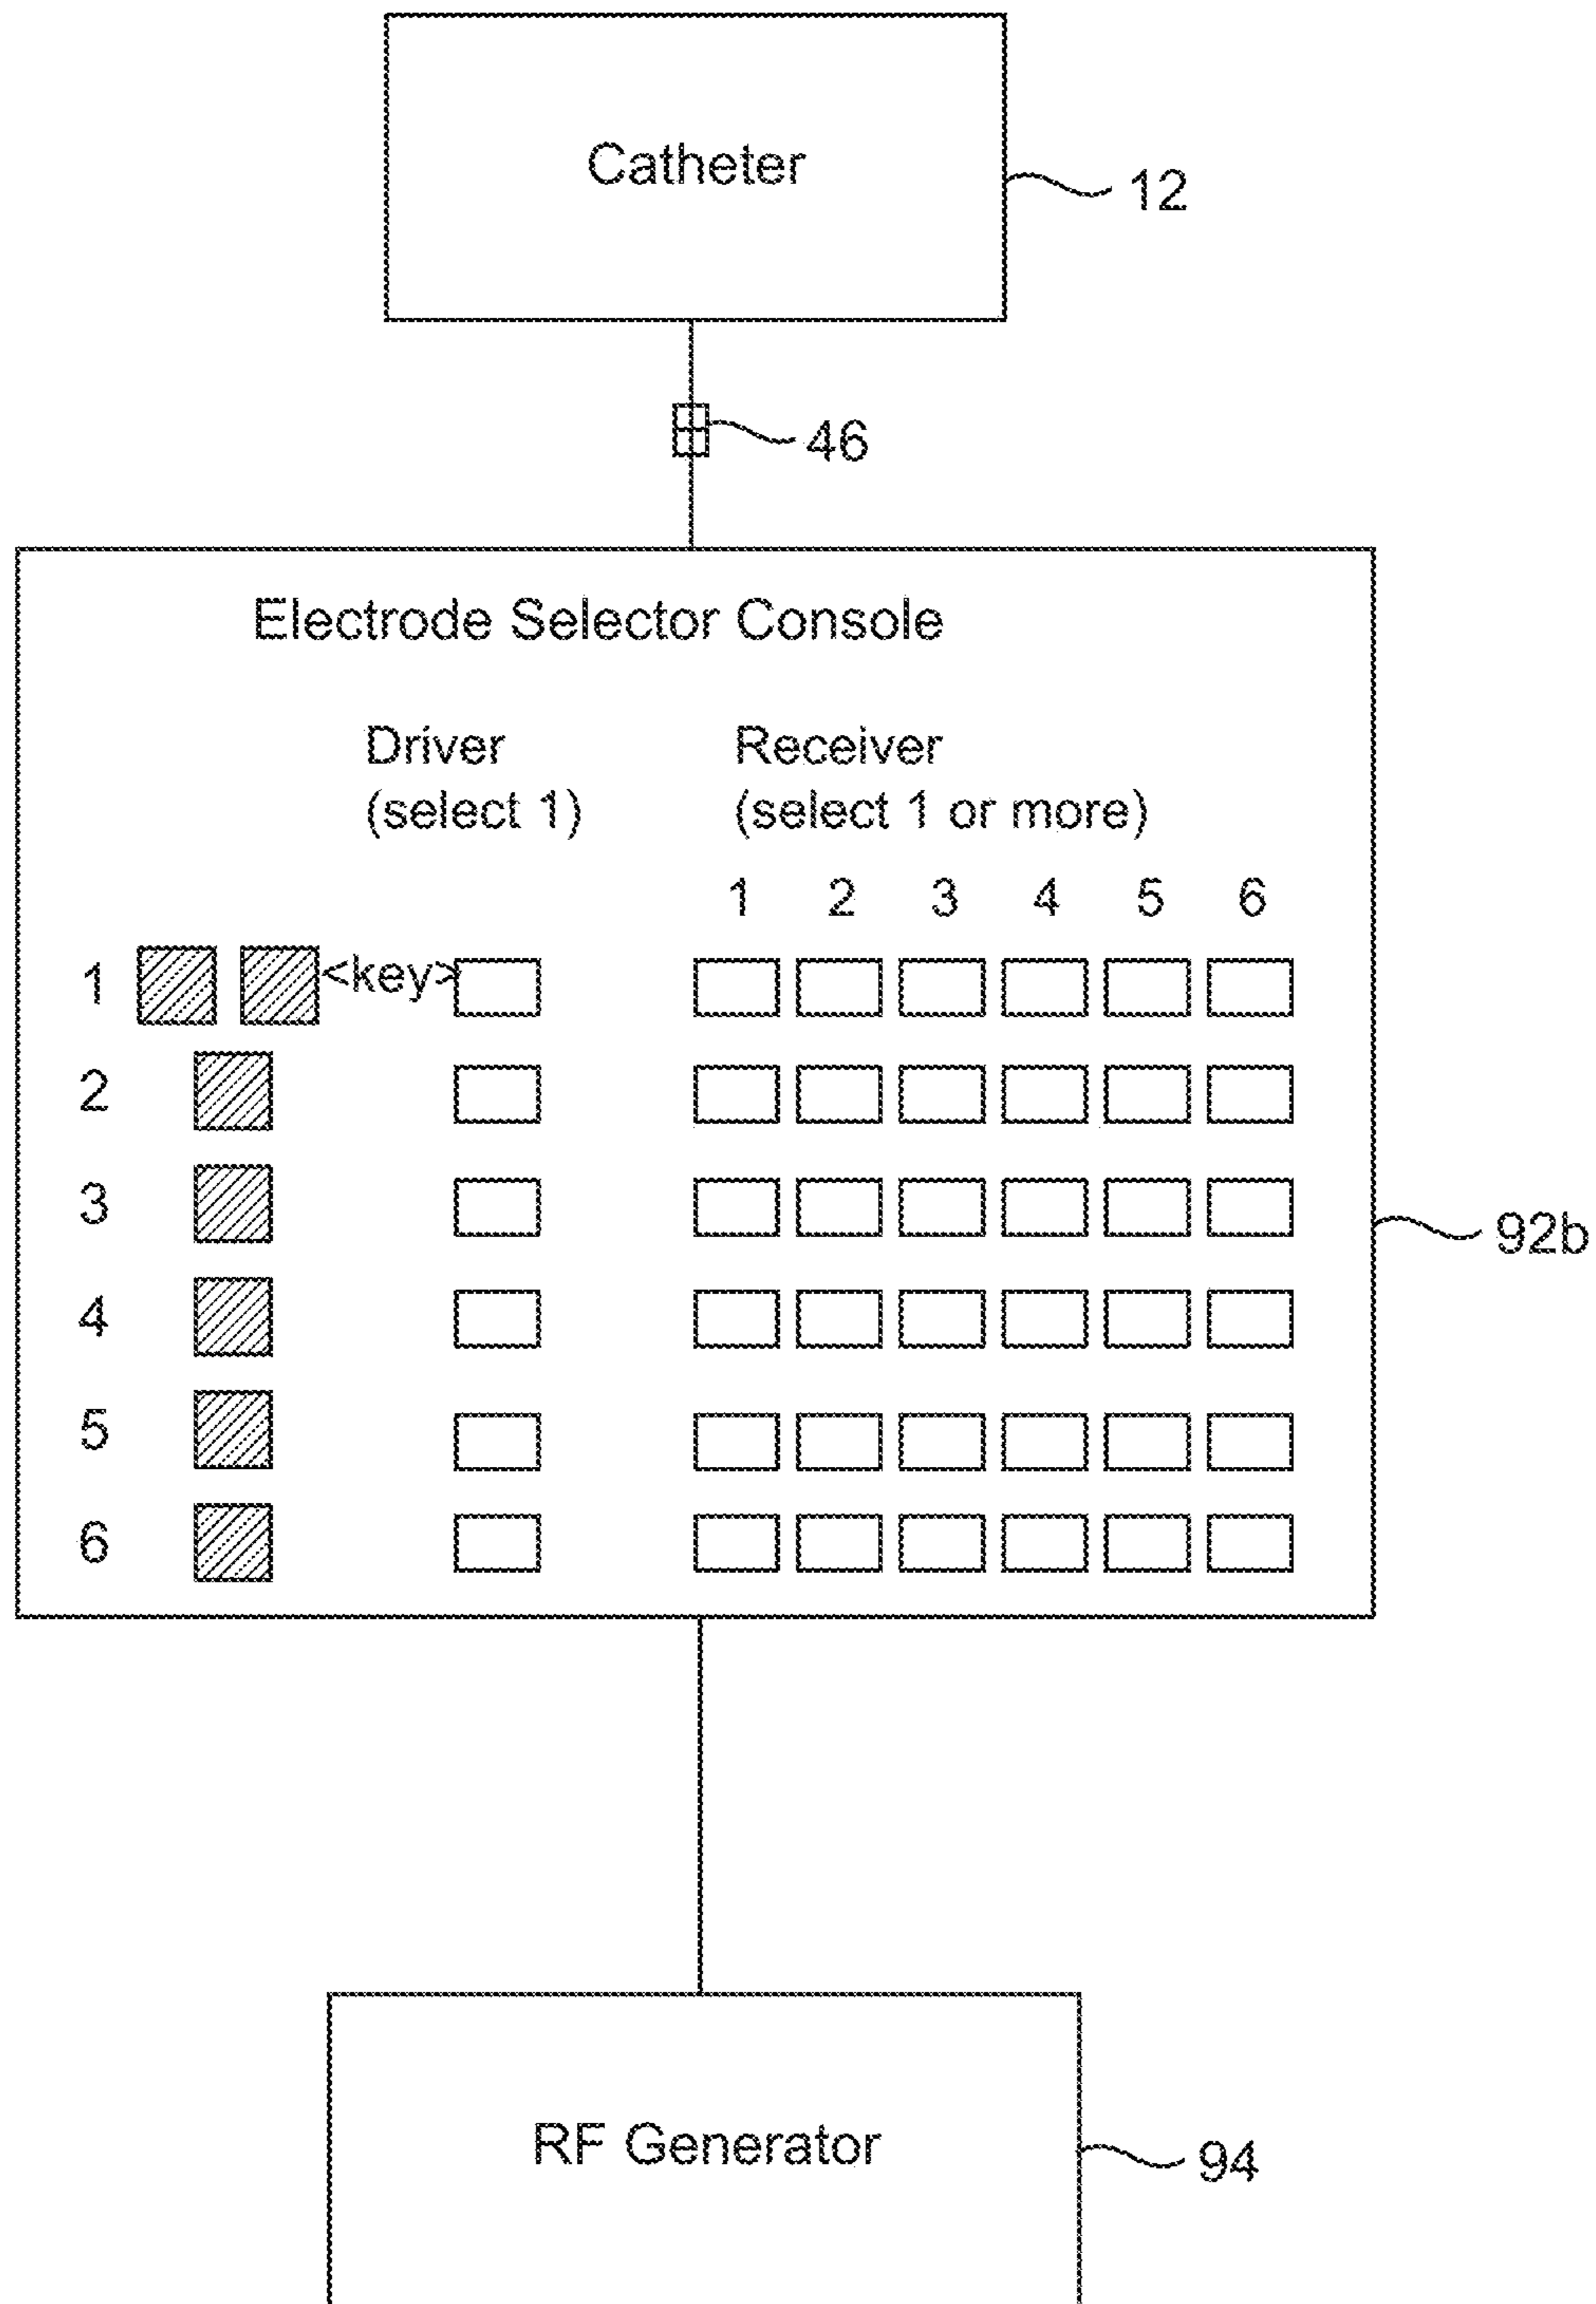 Catheter
12
46
Electrode Selector Console
Driver Receiver
(select 1) (select 1 or more)
1 2 3 4 5 6
1 <key>
2
3
92b
4
5
6
RF Generator
94